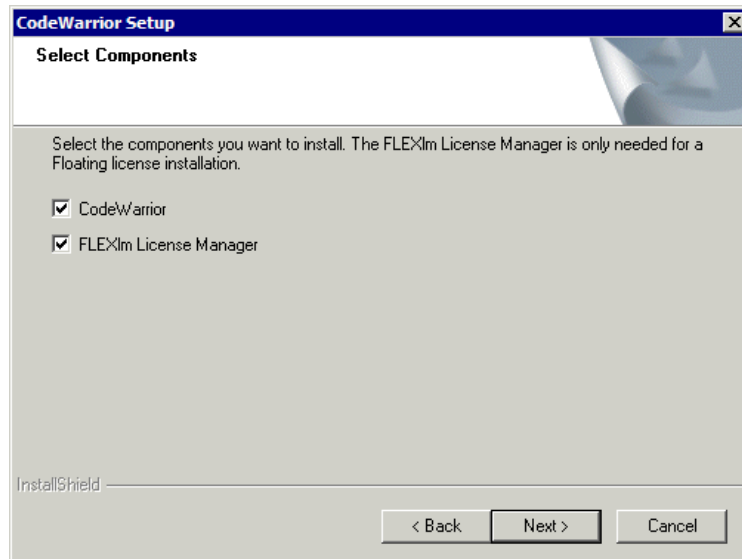 CodeWarrior Setup
Select Components
Select the components you want to install. The FLEXlm License Manager is only needed for a
Floating license installation.
CodeWarrior
FLEXlm License Manager
InstallShield
< Back Next > Cancel